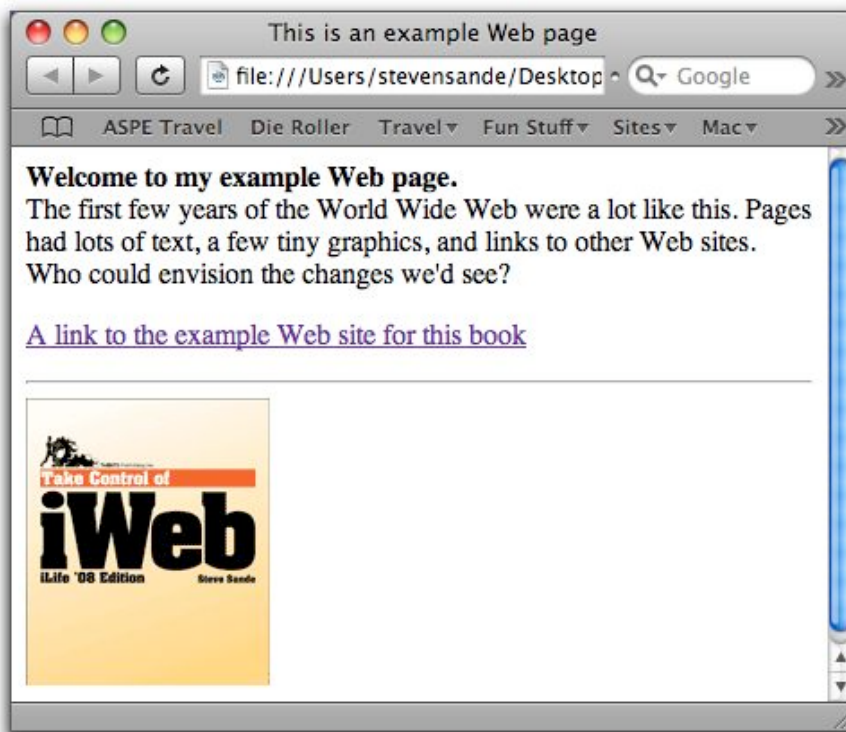 This is an example Web page
file:///Users/stevensande/Desktop
Google
ASPE Travel Die Roller Travel Fun Stuff Sites Mac
Welcome to my example Web page.
The first few years of the World Wide Web were a lot like this. Pages
had lots of text, a few tiny graphics, and links to other Web sites.
Who could envision the changes we'd see?
A link to the example Web site for this book
Take Control of
iWeb
iLife '08 Edition Steve Sande